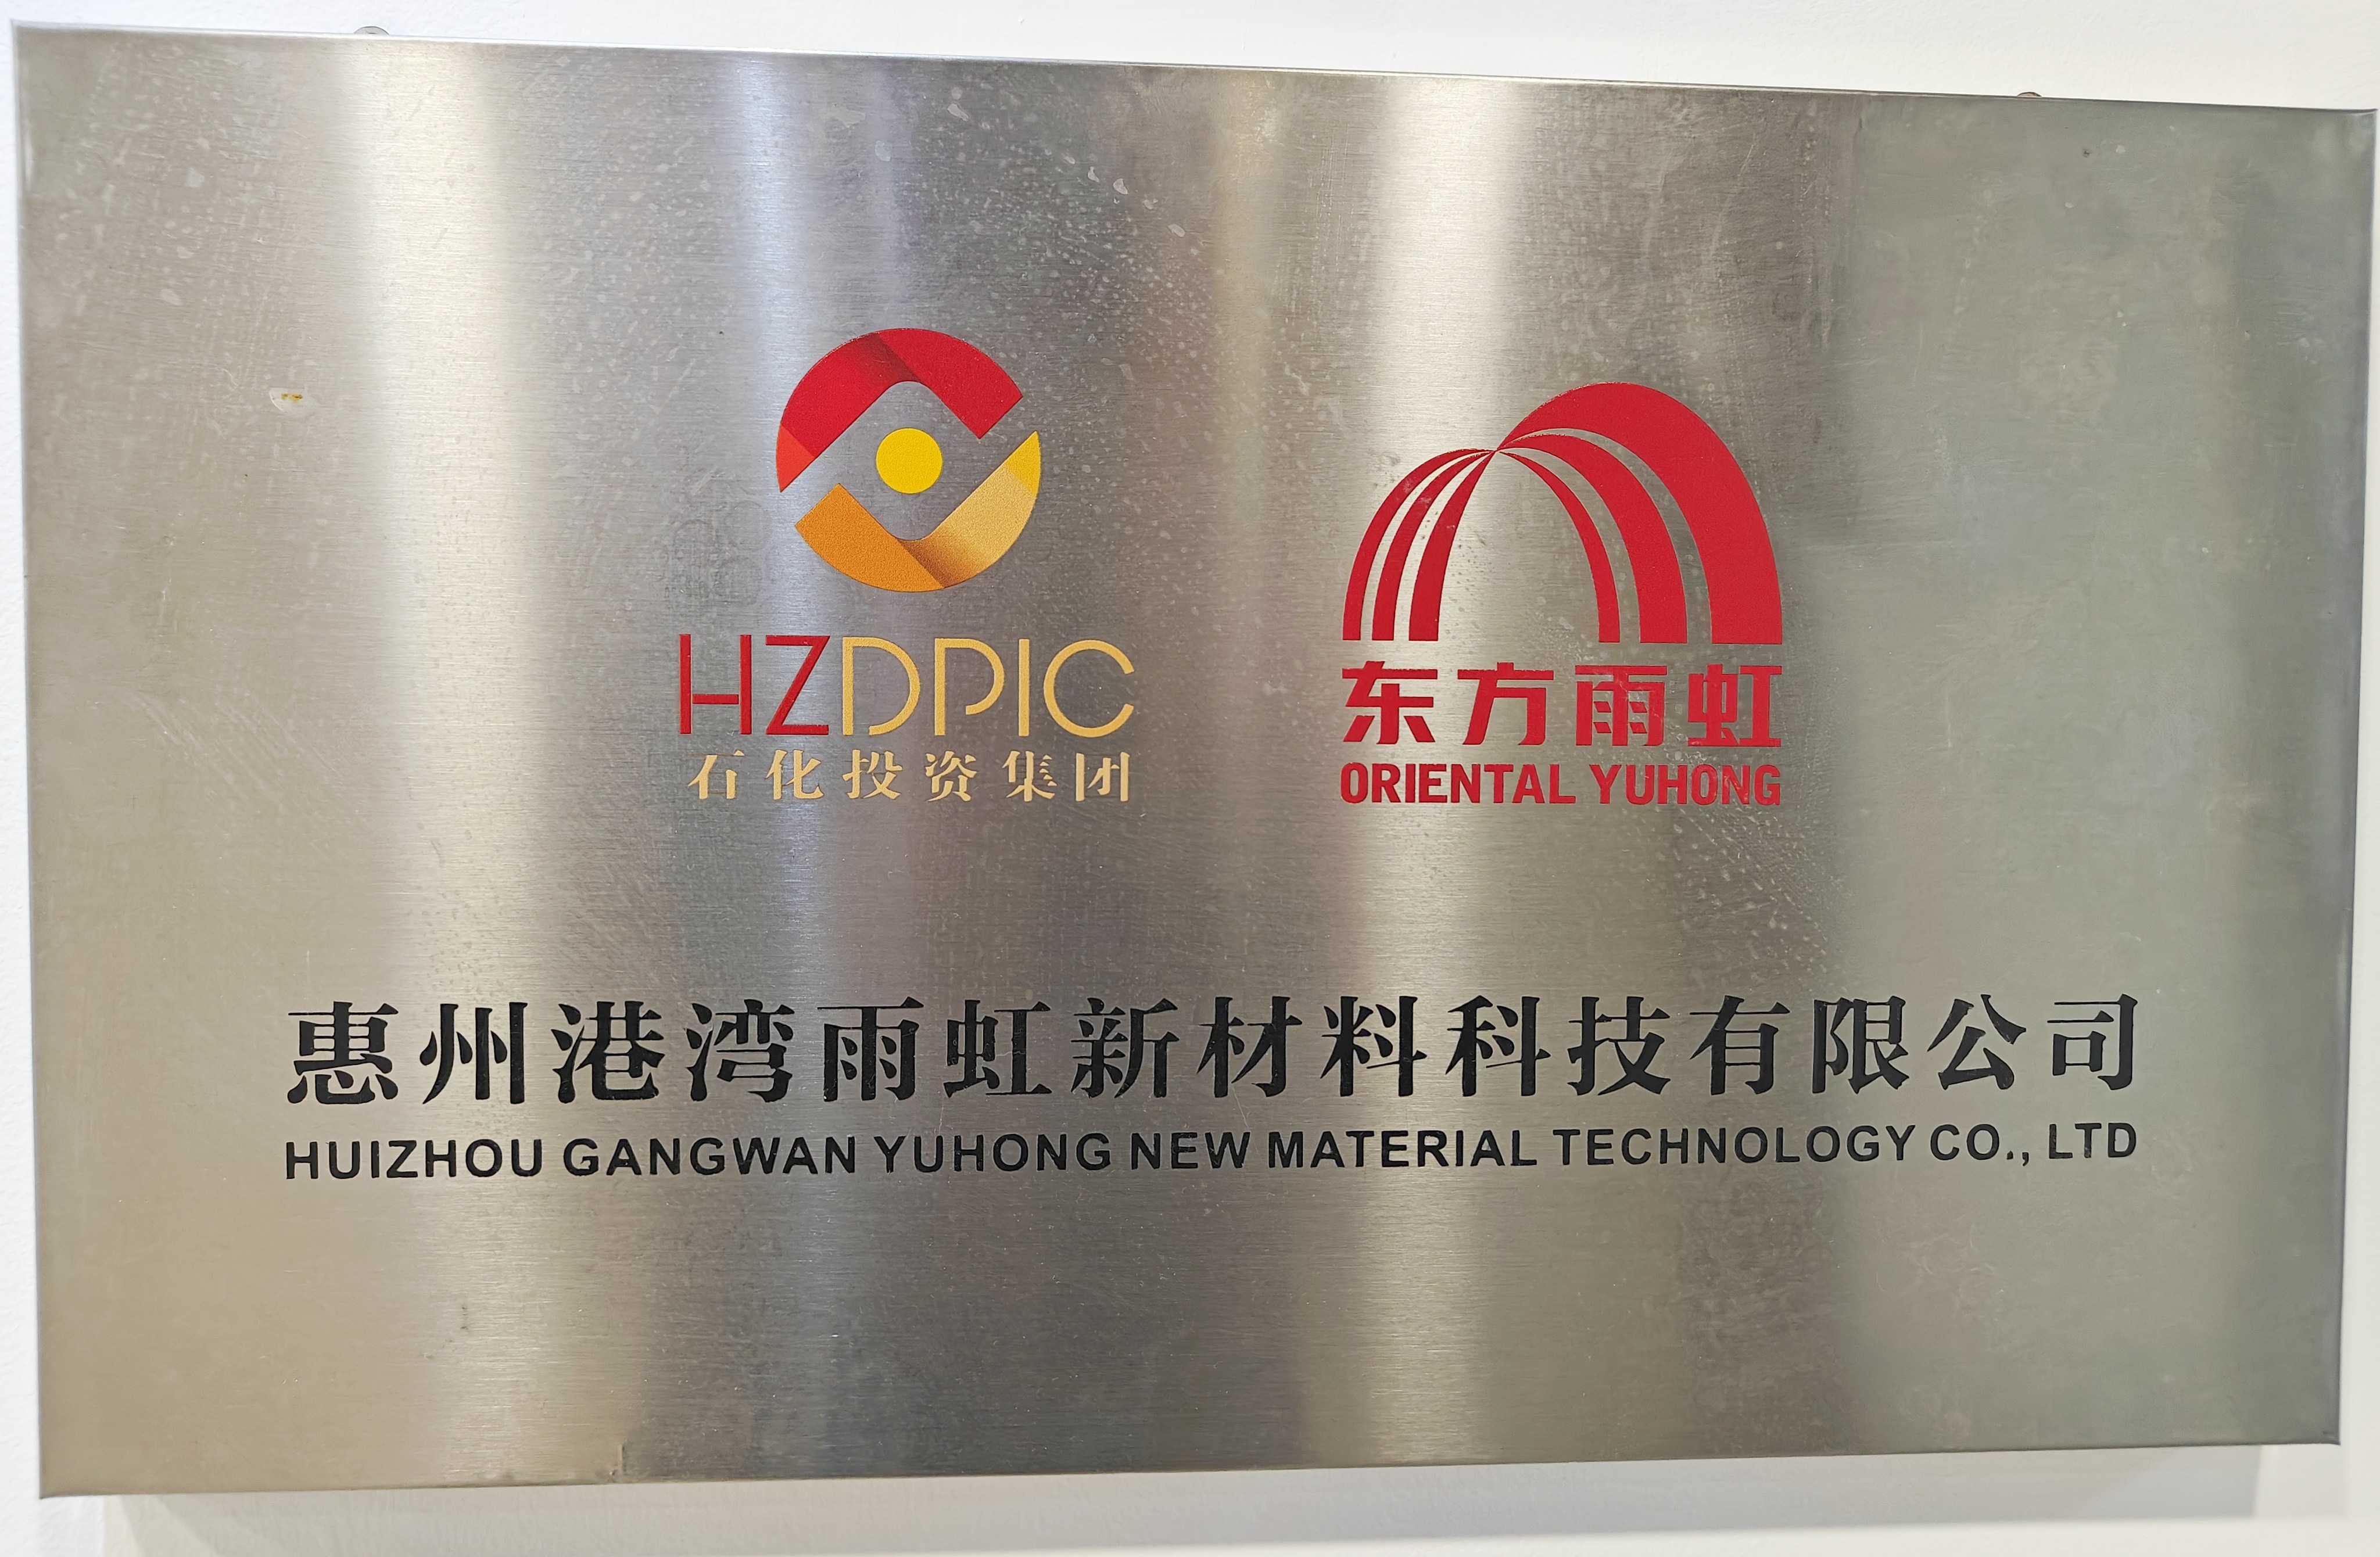 HZDPIC
石化投资集团
东方雨虹
ORIENTAL YUHONG
惠州港湾雨虹新材料科技有限公司
HUIZHOU GANGWAN YUHONG NEW MATERIAL TECHNOLOGY CO., LTD